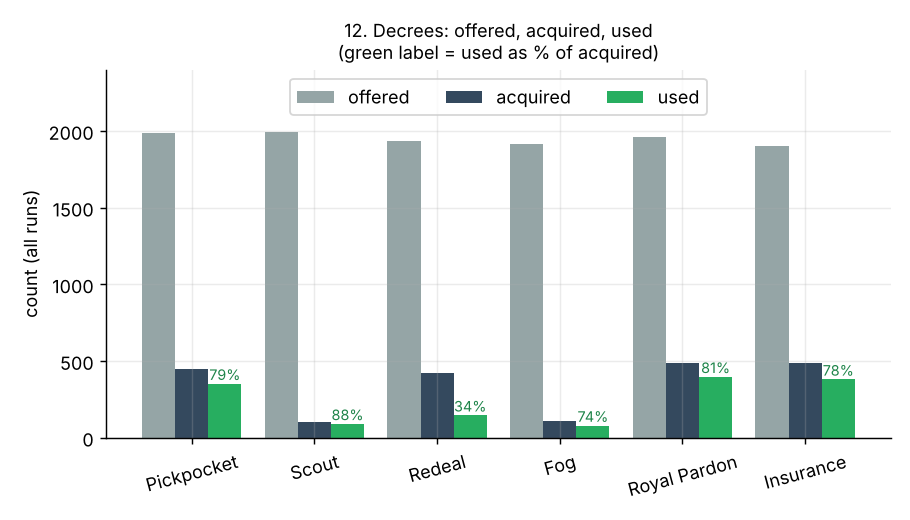 12. Decrees: offered, acquired, used
(green label = used as % of acquired)
offered acquired used
count (all runs)
2000
1500
1000
500
0
79% 88% 34% 74% 81% 78%
Pickpocket Scout Redeal Fog Royal Pardon Insurance